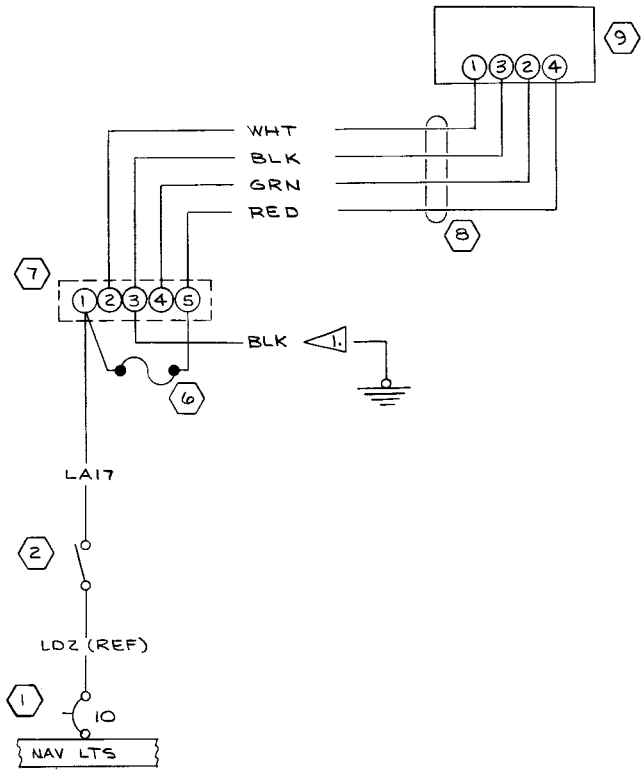 9
1 3 2 4
WHT
BLK
GRN
RED
8
7
1 2 3 4 5
BLK 1.
6
LA17
2
LD2 (REF)
1
10
NAV LTS